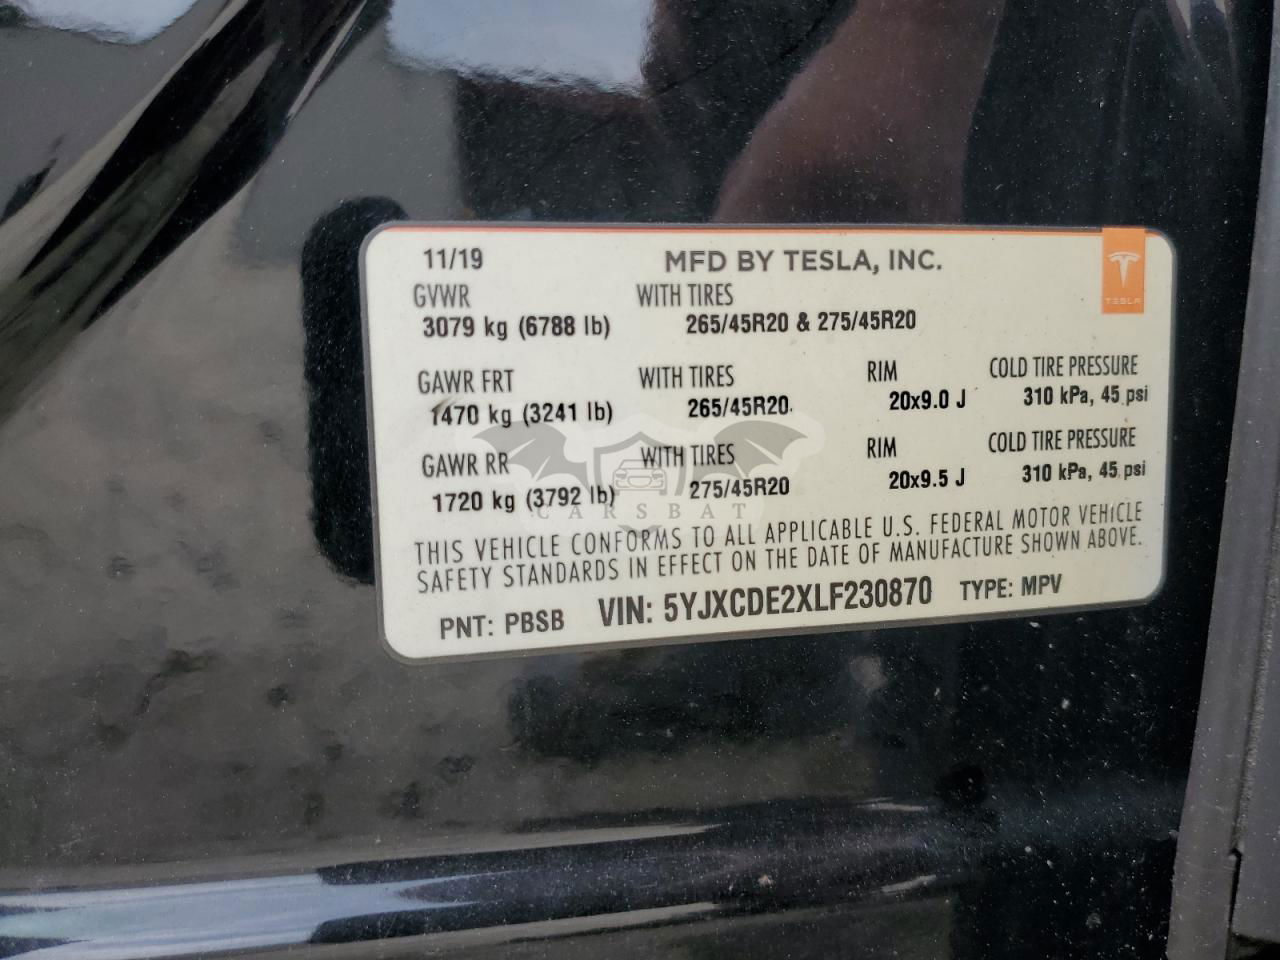 11/19 MFD BY TESLA, INC.
TESLA
GVWR WITH TIRES
3079 kg (6788 lb) 265/45R20 & 275/45R20
GAWR FRT WITH TIRES RIM COLD TIRE PRESSURE
1470 kg (3241 lb) 265/45R20 20x9.0 J 310 kPa, 45 psi
GAWR RR WITH TIRES RIM COLD TIRE PRESSURE
1720 kg (3792 lb) 275/45R20 20x9.5 J 310 kPa, 45 psi
CARSBAT
THIS VEHICLE CONFORMS TO ALL APPLICABLE U.S. FEDERAL MOTOR VEHICLE
SAFETY STANDARDS IN EFFECT ON THE DATE OF MANUFACTURE SHOWN ABOVE.
PNT: PBSB VIN: 5YJXCDE2XLF230870 TYPE: MPV